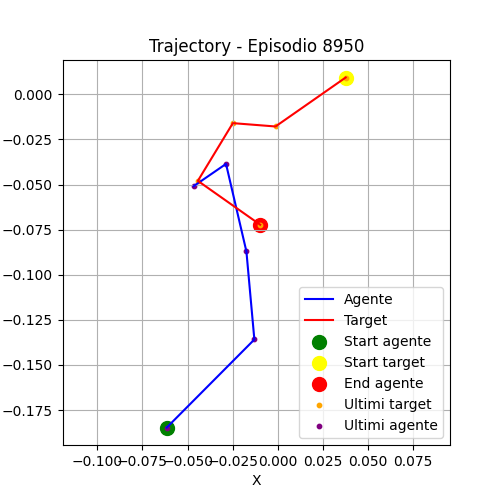 Trajectory - Episodio 8950
0.000
−0.025
−0.050
−0.075
−0.100
−0.125
−0.150
−0.175
Agente
Target
Start agente
Start target
End agente
Ultimi target
Ultimi agente
−0.100 −0.075 −0.050 −0.025 0.000 0.025 0.050 0.075
X